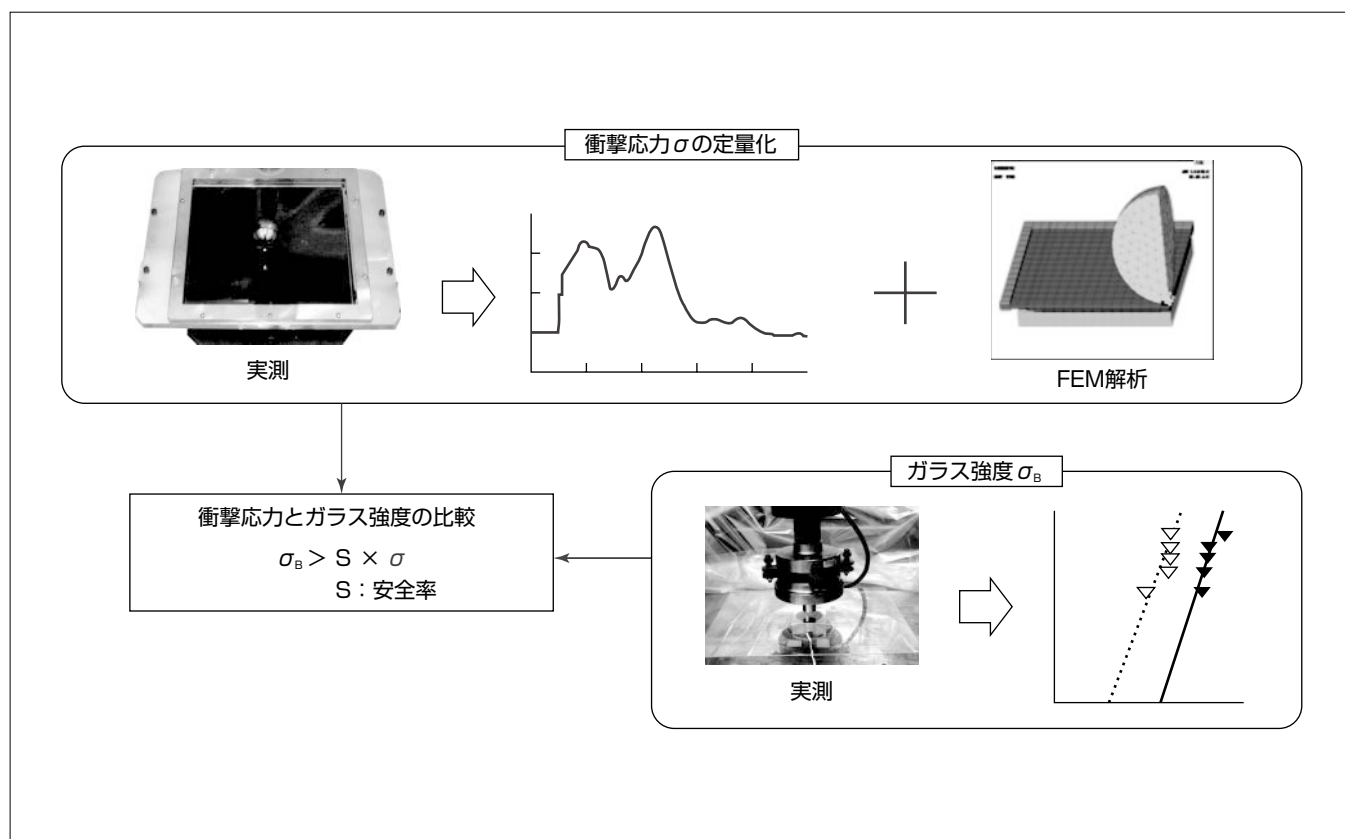 衝撃応力σの定量化
実測
FEM解析
ガラス強度σB
衝撃応力とガラス強度の比較
σB > S × σ
S：安全率
実測